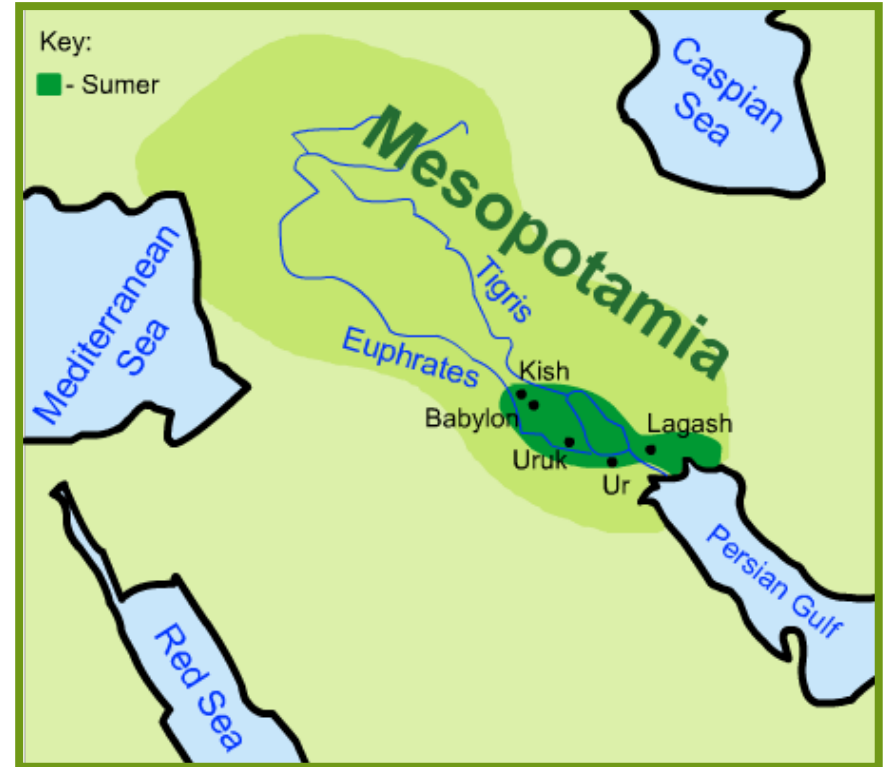 Key:
- Sumer
Caspian
Sea
Mesopotamia
Mediterranean
Sea
Tigris
Euphrates
Kish
Babylon
Lagash
Uruk
Ur
Persian Gulf
Red Sea